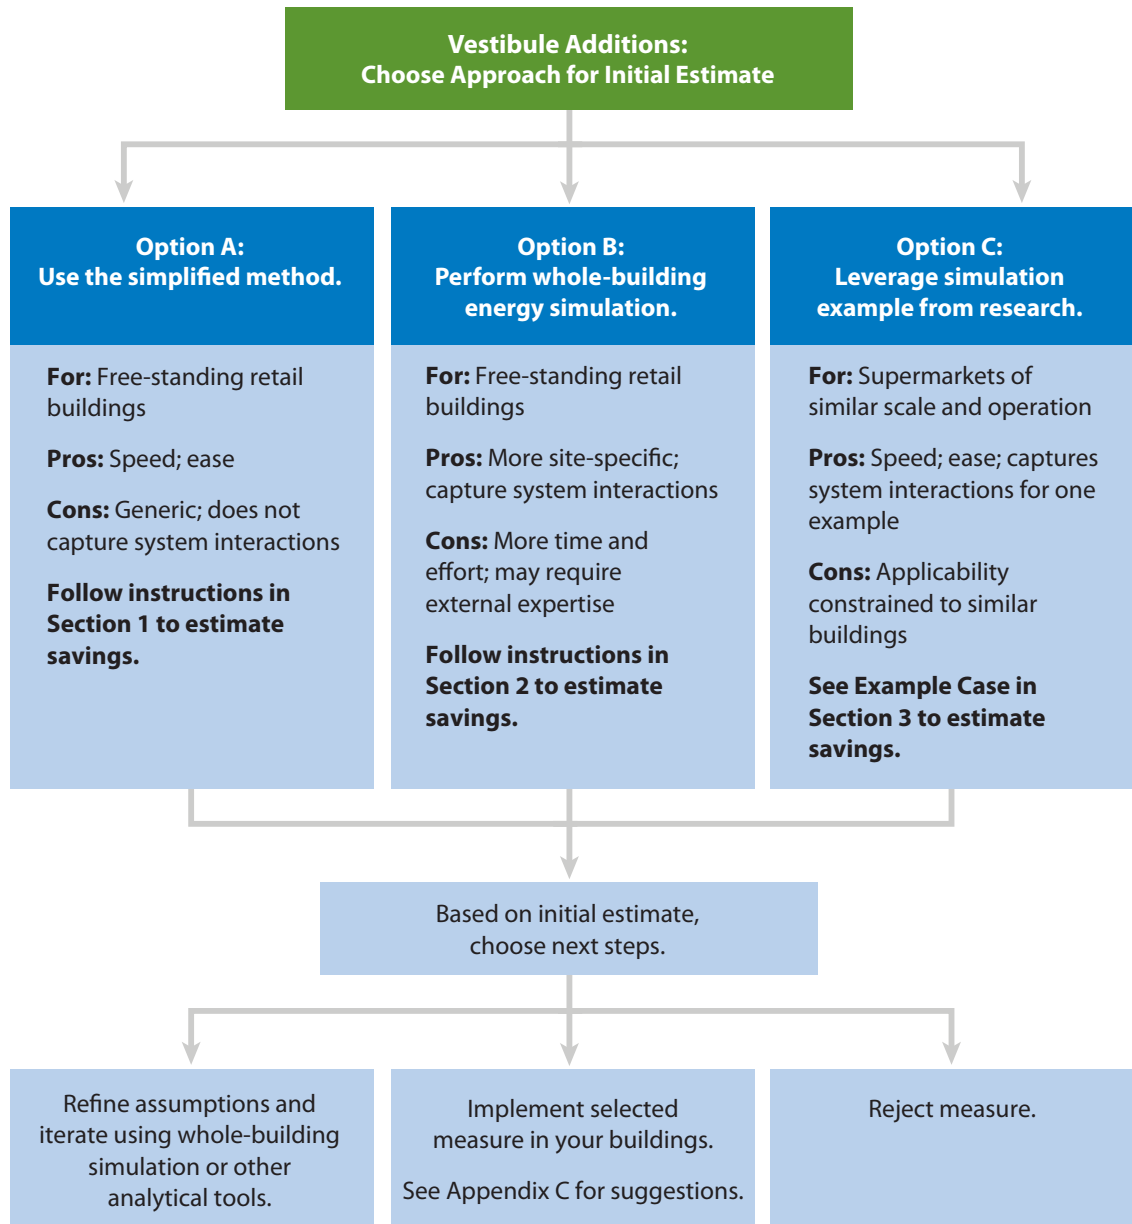 Vestibule Additions:
Choose Approach for Initial Estimate
Option A:
Use the simplified method.
For: Free-standing retail
buildings
Pros: Speed; ease
Cons: Generic; does not
capture system interactions
Follow instructions in
Section 1 to estimate
savings.
Option B:
Perform whole-building
energy simulation.
For: Free-standing retail
buildings
Pros: More site-specific;
capture system interactions
Cons: More time and
effort; may require
external expertise
Follow instructions in
Section 2 to estimate
savings.
Option C:
Leverage simulation
example from research.
For: Supermarkets of
similar scale and operation
Pros: Speed; ease; captures
system interactions for one
example
Cons: Applicability
constrained to similar
buildings
See Example Case in
Section 3 to estimate
savings.
Based on initial estimate,
choose next steps.
Refine assumptions and
iterate using whole-building
simulation or other
analytical tools.
Implement selected
measure in your buildings.
See Appendix C for suggestions.
Reject measure.